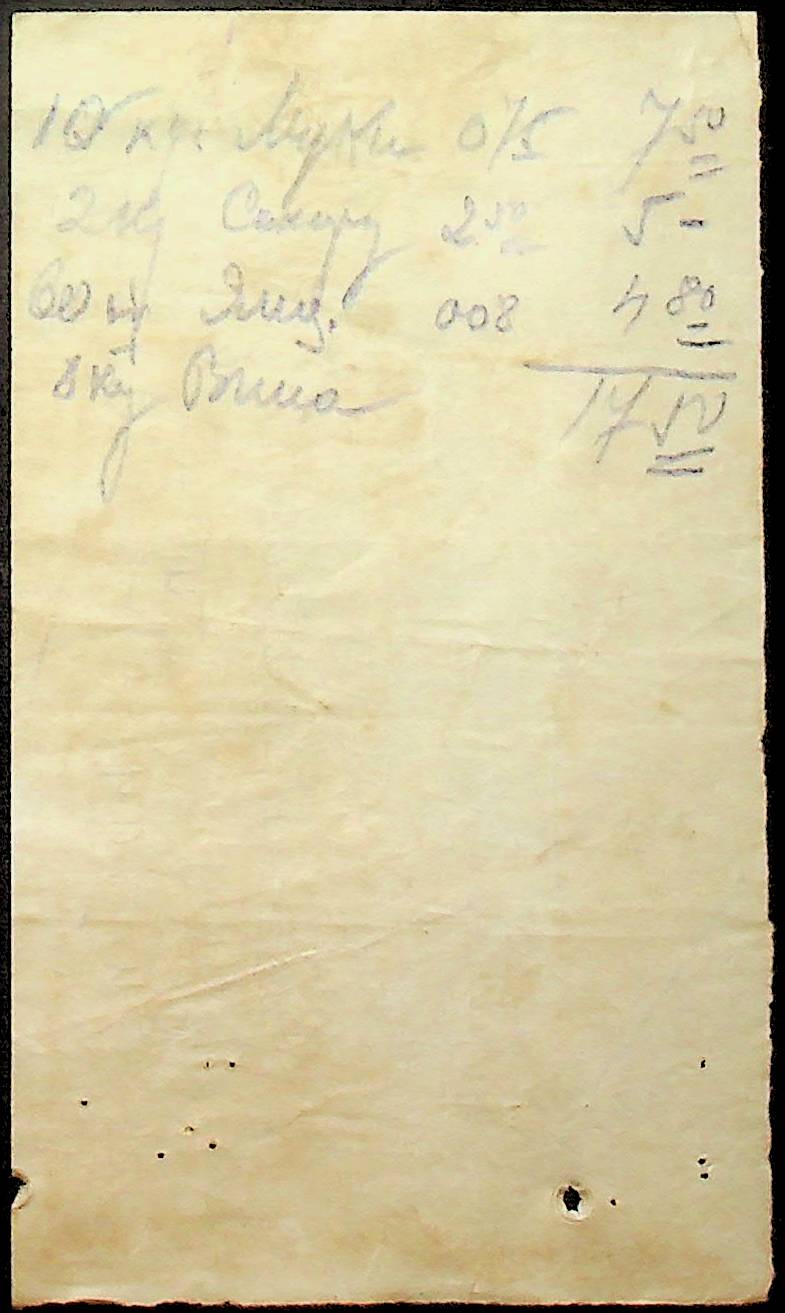 10 кг Муки 0 75 7 50
2 кг Сахару 2 50 5 -
60 шт Яиц. 0 08 4 80
8 кг Вина
17 50